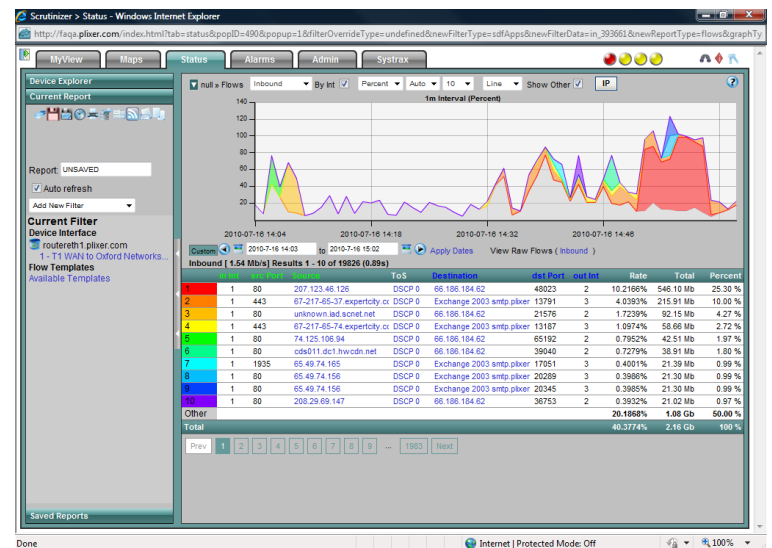 Scrutinizer > Status - Windows Internet Explorer
http://faqa.plixer.com/index.html?tab=status&popID=490&popup=1&filterOverrideType=undefined&newFilterType=sdfApps&newFilterData=in_393661&newReportType=flows&graphTy
MyView Maps Status Alarms Admin Systrax
Device Explorer
Current Report
Report: UNSAVED
Auto refresh
Add New Filter
Current Filter
Device Interface
routereth1.plixer.com
1 - T1 WAN to Oxford Networks...
Flow Templates
Available Templates
Saved Reports
null » Flows Inbound By Int Percent Auto 10 Line Show Other IP
1m Interval (Percent)
140
120
100
80
60
40
20
2010-07-16 14:04 2010-07-16 14:18 2010-07-16 14:32 2010-07-16 14:46
Custom 2010-7-16 14:03 to 2010-7-16 15:02 Apply Dates View Raw Flows ( Inbound )
Inbound [ 1.54 Mb/s] Results 1 - 10 of 19826 (0.89s)
in Int src Port Source ToS Destination dst Port out Int Rate Total Percent
1 1 80 207.123.46.126 DSCP 0 66.186.184.62 48023 2 10.2166% 546.10 Mb 25.30 %
2 1 443 67-217-65-37.expertcity.cc DSCP 0 Exchange 2003 smtp.plixer 13791 3 4.0393% 215.91 Mb 10.00 %
3 1 80 unknown.iad.scnet.net DSCP 0 66.186.184.62 21576 2 1.7239% 92.15 Mb 4.27 %
4 1 443 67-217-65-74.expertcity.cc DSCP 0 Exchange 2003 smtp.plixer 13187 3 1.0974% 58.66 Mb 2.72 %
5 1 80 74.125.106.94 DSCP 0 66.186.184.62 65192 2 0.7952% 42.51 Mb 1.97 %
6 1 80 cds011.dc1.hwcdn.net DSCP 0 66.186.184.62 39040 2 0.7279% 38.91 Mb 1.80 %
7 1 1935 65.49.74.165 DSCP 0 Exchange 2003 smtp.plixer 17051 3 0.4001% 21.39 Mb 0.99 %
8 1 80 65.49.74.156 DSCP 0 Exchange 2003 smtp.plixer 20289 3 0.3986% 21.30 Mb 0.99 %
9 1 80 65.49.74.156 DSCP 0 Exchange 2003 smtp.plixer 20345 3 0.3985% 21.30 Mb 0.99 %
10 1 80 208.29.69.147 DSCP 0 66.186.184.62 36753 2 0.3932% 21.02 Mb 0.97 %
Other 20.1868% 1.08 Gb 50.00 %
Total 40.3774% 2.16 Gb 100 %
Prev 1 2 3 4 5 6 7 8 9 ... 1983 Next
Done Internet | Protected Mode: Off 100%